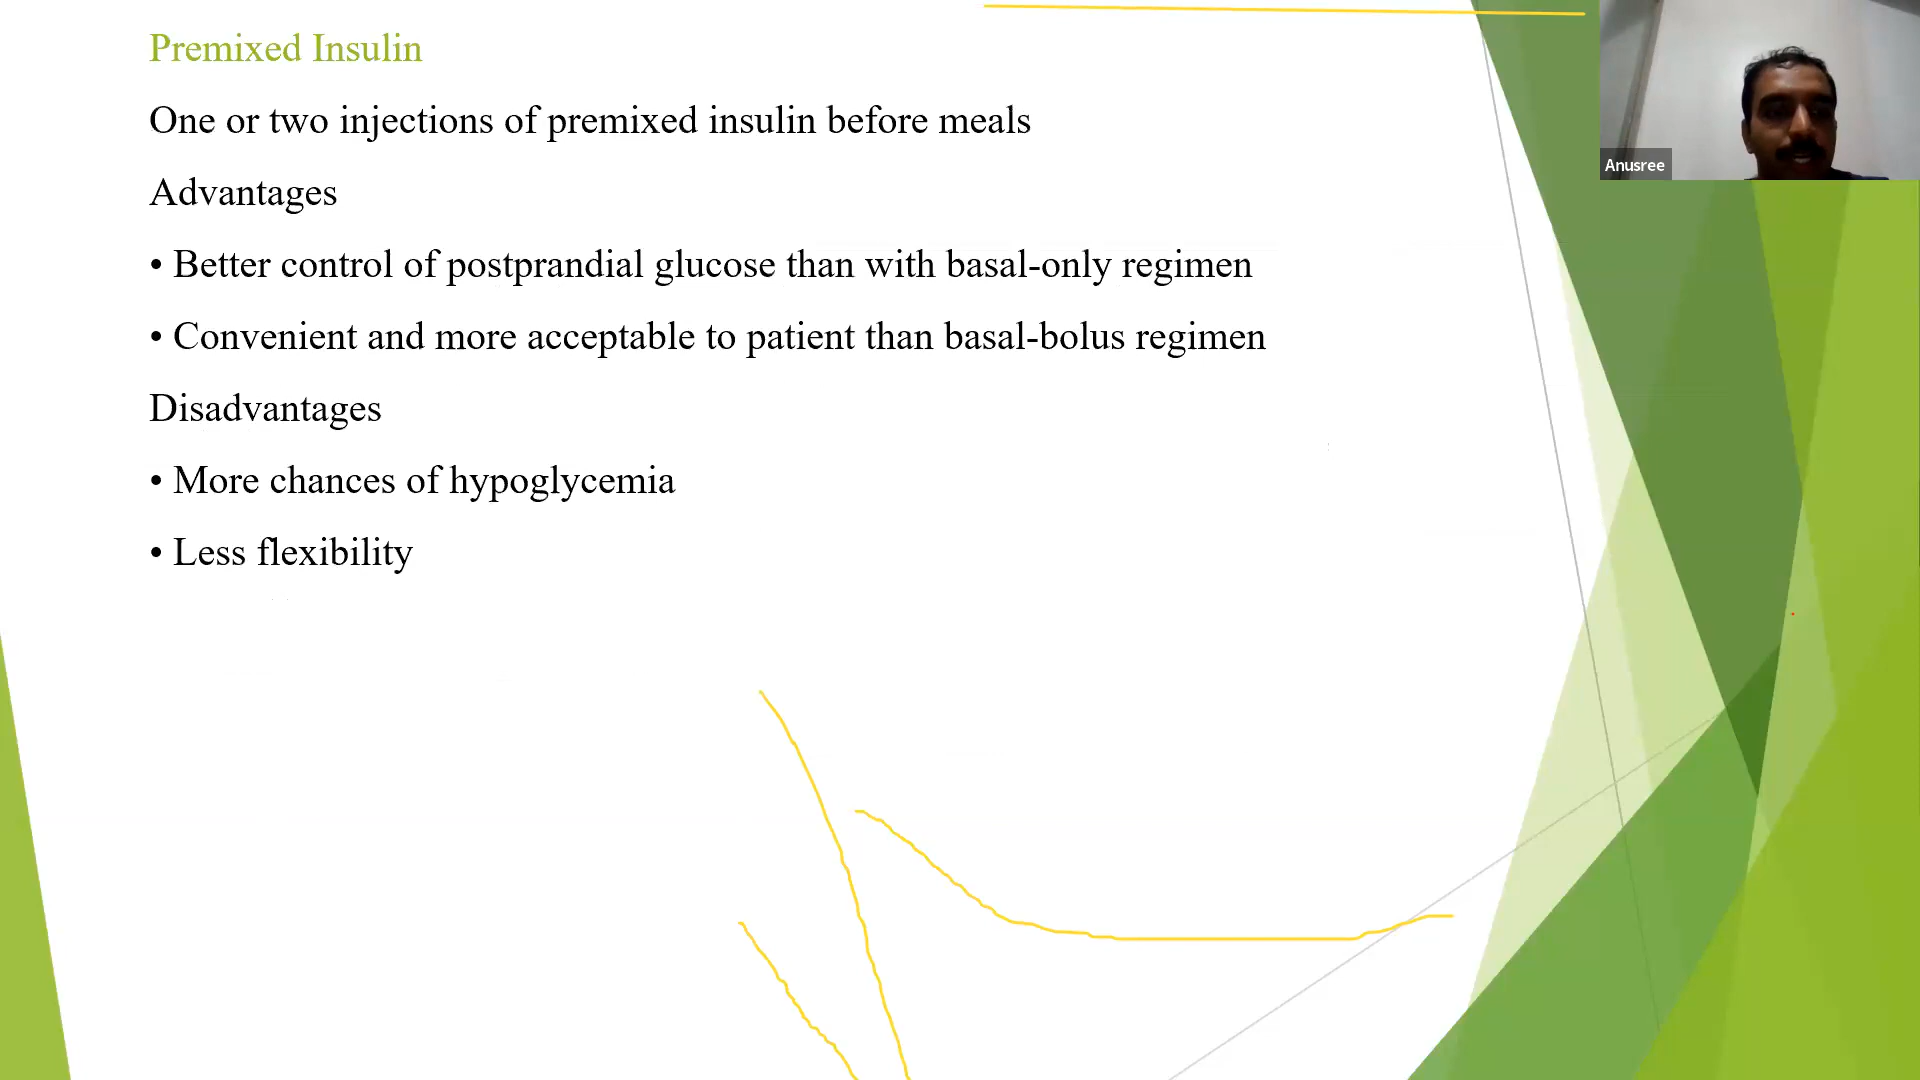 Premixed Insulin
One or two injections of premixed insulin before meals
Advantages
• Better control of postprandial glucose than with basal-only regimen
• Convenient and more acceptable to patient than basal-bolus regimen
Disadvantages
• More chances of hypoglycemia
• Less flexibility
Anusree